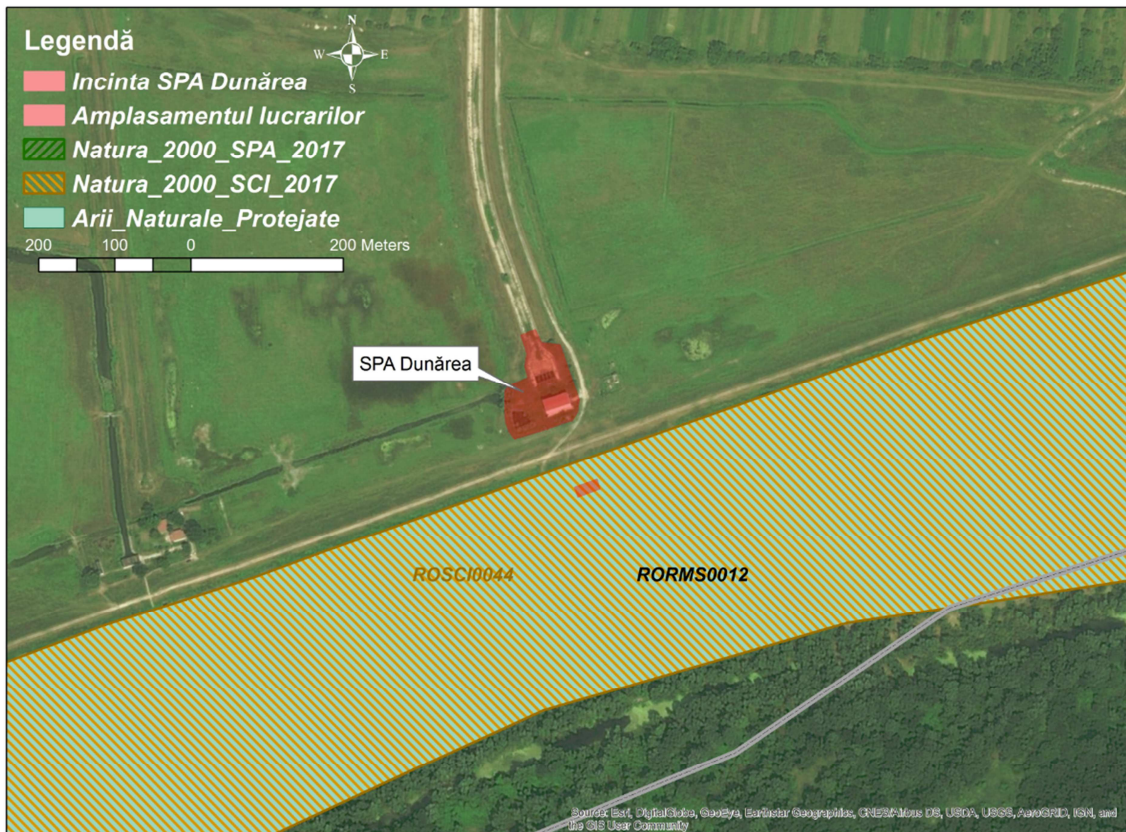 Legendă
Incinta SPA Dunărea
Amplasamentul lucrarilor
Natura_2000_SPA_2017
Natura_2000_SCI_2017
Arii_Naturale_Protejate
200 100 0 200 Meters
N
W E
S
SPA Dunărea
ROSCI0044 RORMS0012
Source: Esri, DigitalGlobe, GeoEye, Earthstar Geographics, CNES/Airbus DS, USDA, USGS, AeroGRID, IGN, and
the GIS User Community